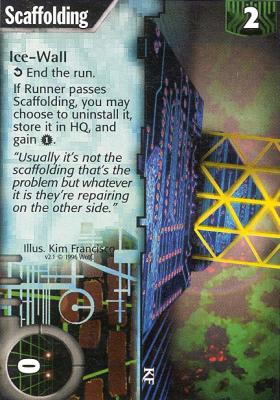 Scaffolding
2
Ice-Wall
End the run.
If Runner passes
Scaffolding, you may
choose to uninstall it,
store it in HQ, and
gain 1.
"Usually it's not the
scaffolding that's the
problem but whatever
it is they're repairing
on the other side."
Illus. Kim Francisco
v2.1 © 1996 WotC
KF
0